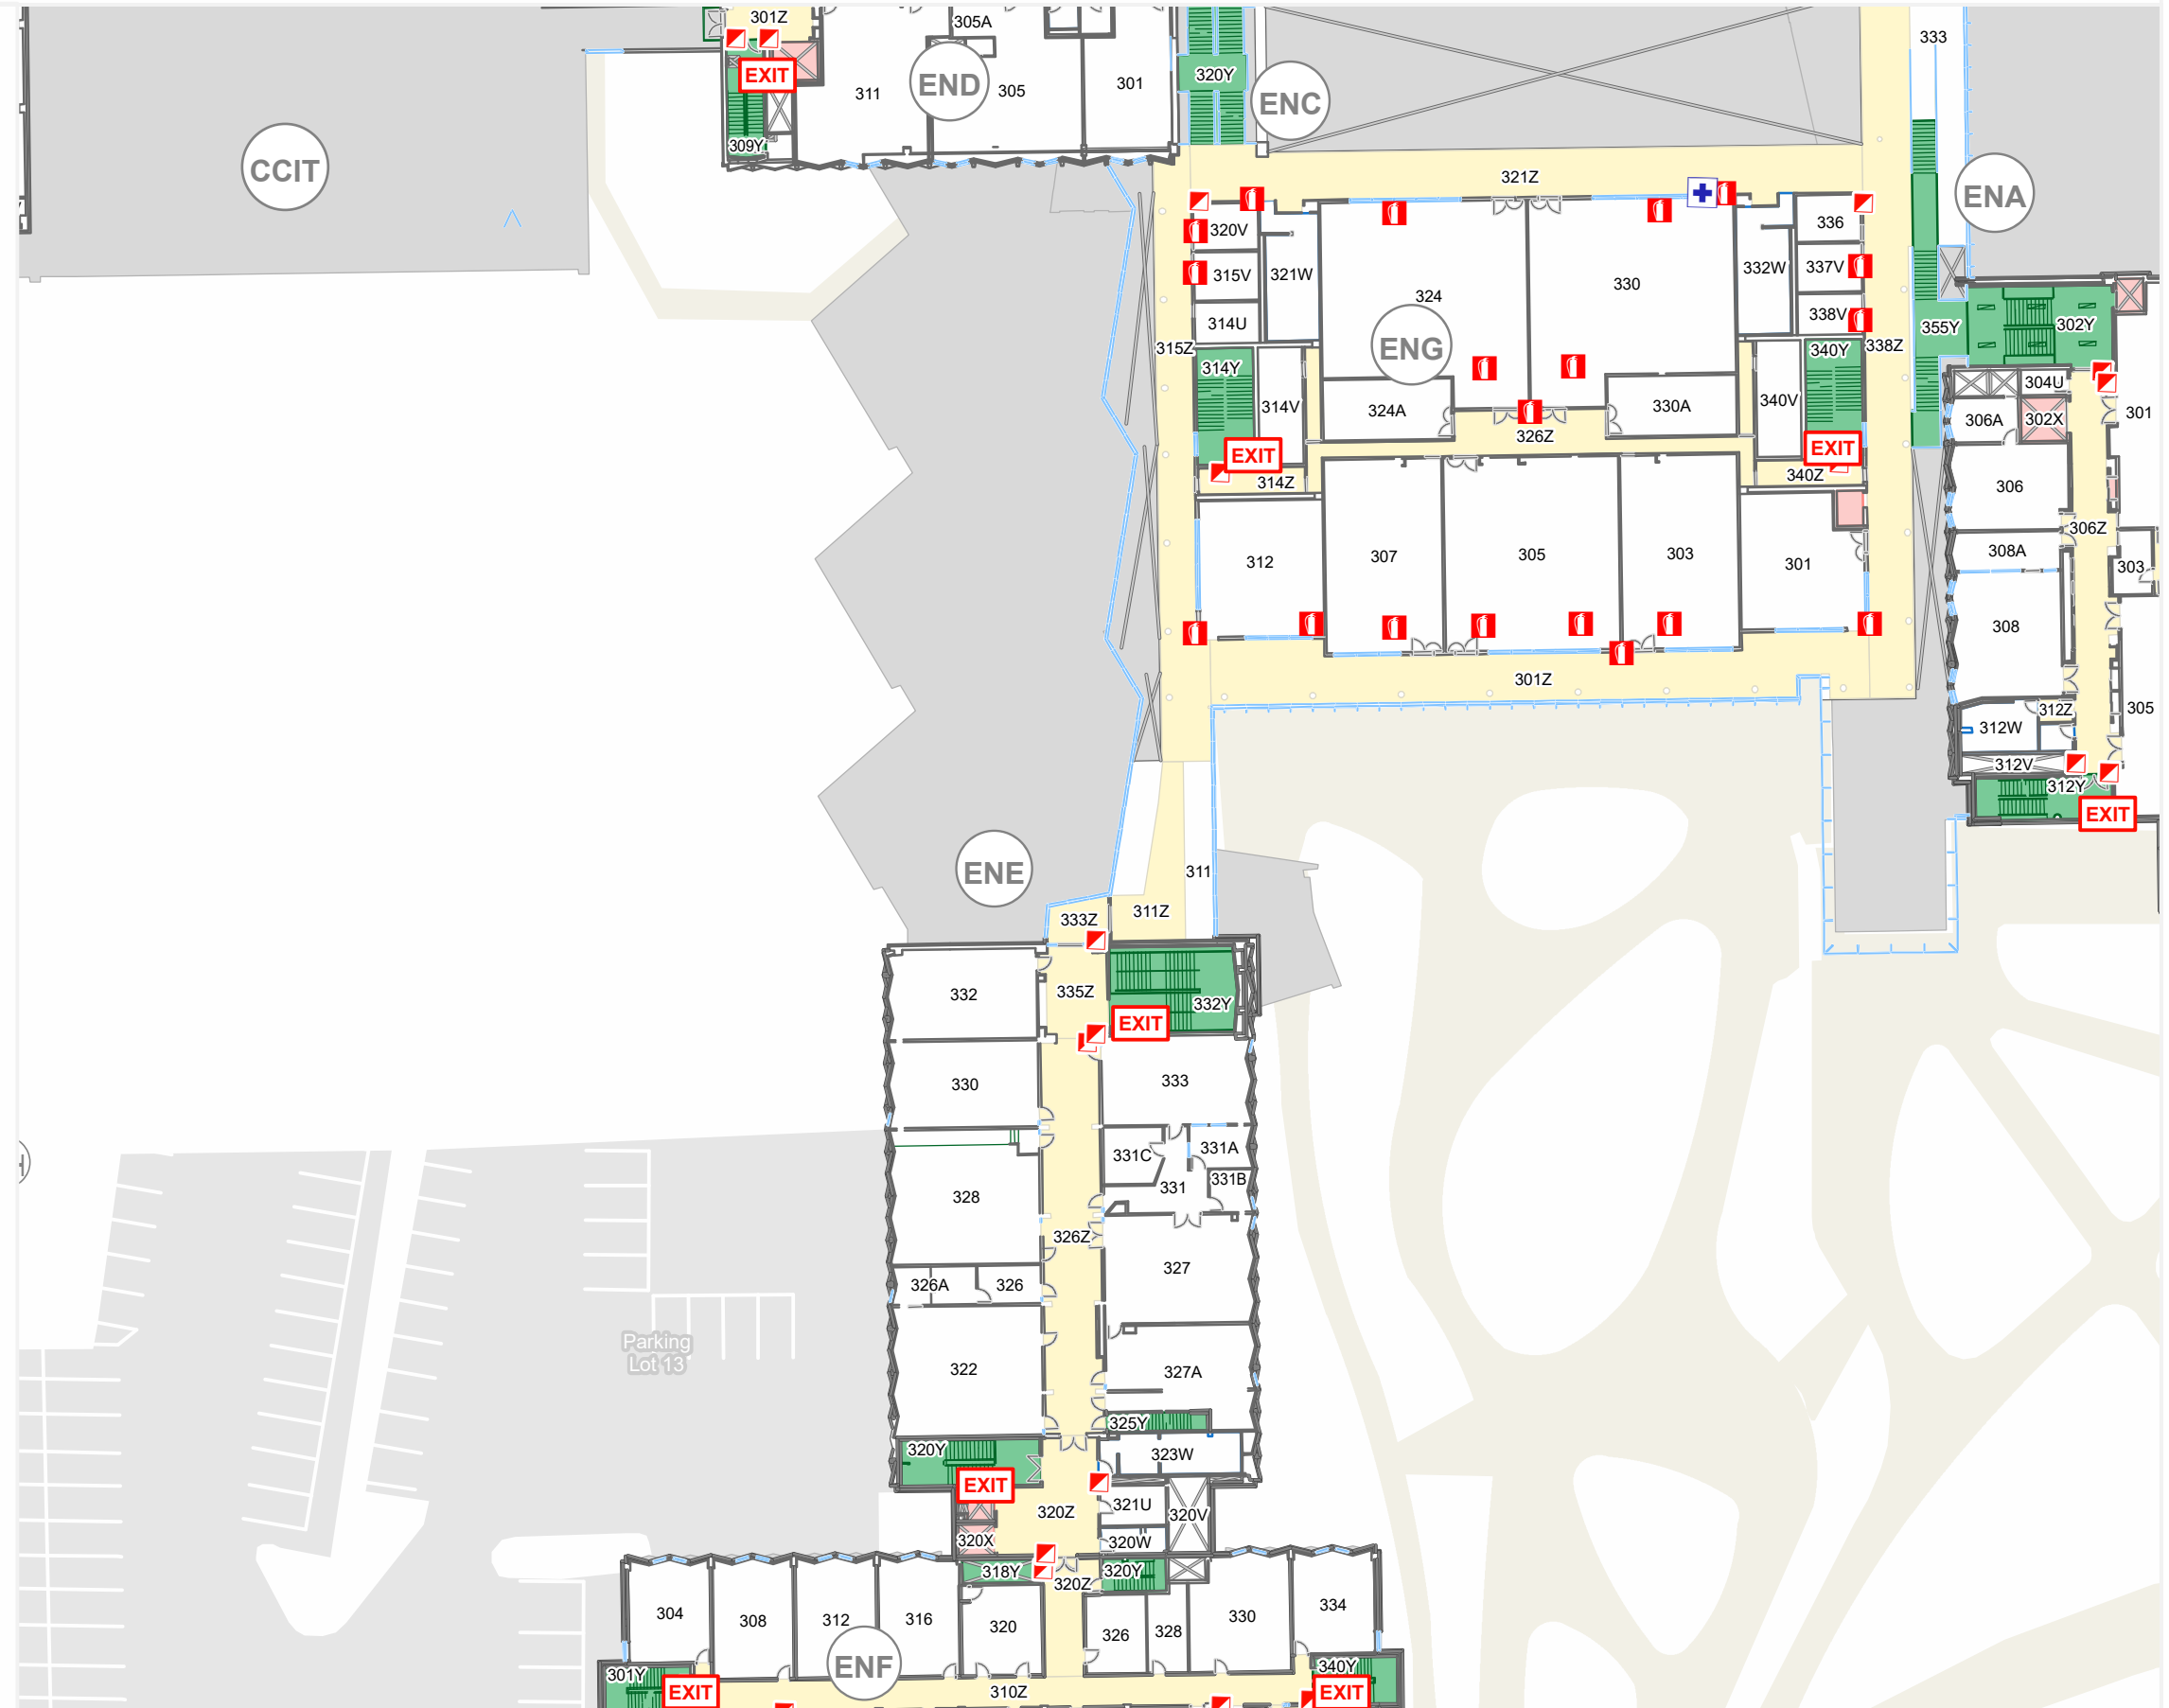 301Z
305A
333
EXIT
END
320Y
311
305
301
ENC
309Y
CCIT
321Z
ENA
320V
336
315V
321W
332W
337V
324
330
314U
338V
315Z
ENG
338Z
355Y
302Y
314Y
340Y
304U
314V
324A
330A
340V
306A
302X
301
326Z
EXIT
EXIT
314Z
340Z
306
306Z
312
307
305
303
301
308A
303
308
301Z
312Z
305
312W
312V
312Y
EXIT
ENE
311
333Z
311Z
332
335Z
332Y
EXIT
330
333
331C
331A
331B
328
331
326Z
327
326A
326
Parking
Lot 13
322
327A
325Y
320Y
323W
EXIT
321U
320Z
320V
320X
320W
318Y
320Z
320Y
304
308
312
316
320
326
328
330
334
ENF
301Y
340Y
EXIT
310Z
EXIT